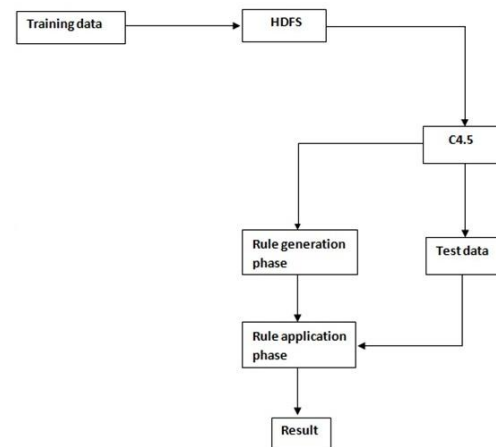 Training data
HDFS
C4.5
Rule generation
phase
Test data
Rule application
phase
Result